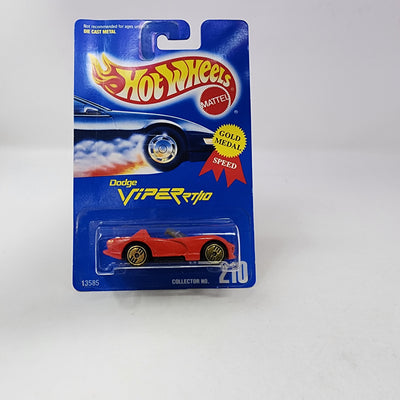 Not recommended for ages under
DIE CAST METAL
HOT WHEELS
MATTEL
GOLD
MEDAL
SPEED
Dodge
VIPER RT/10
13585
COLLECTOR NO. 210